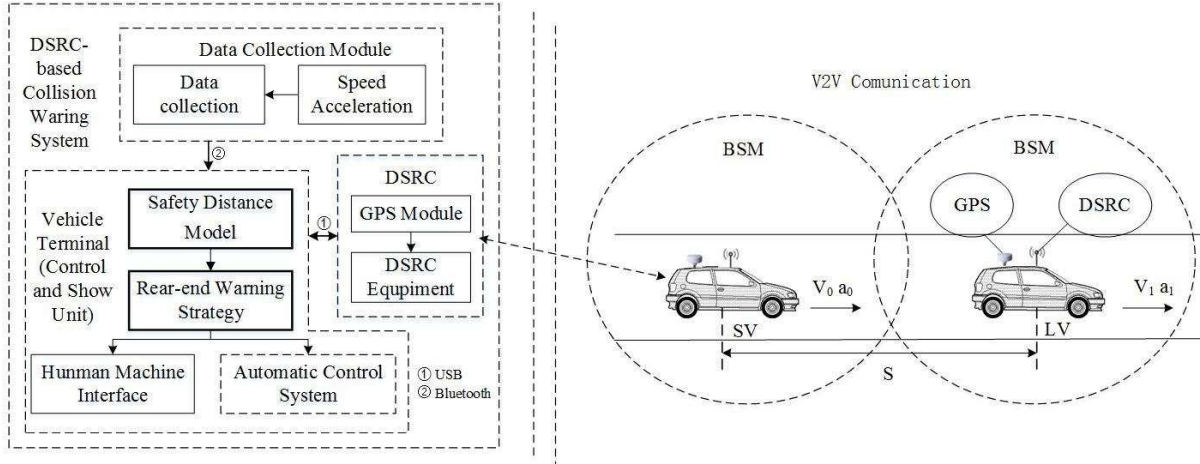 DSRC-
based
Collision
Waring
System
Data Collection Module
Data
collection
Speed
Acceleration
②
Vehicle
Terminal
(Control
and Show
Unit)
Safety Distance
Model
Rear-end Warning
Strategy
Hunman Machine
Interface
Automatic Control
System
①
DSRC
GPS Module
DSRC
Equpiment
① USB
② Bluetooth
V2V Comunication
BSM
BSM
GPS
DSRC
V0 a0
V1 a1
SV
LV
S